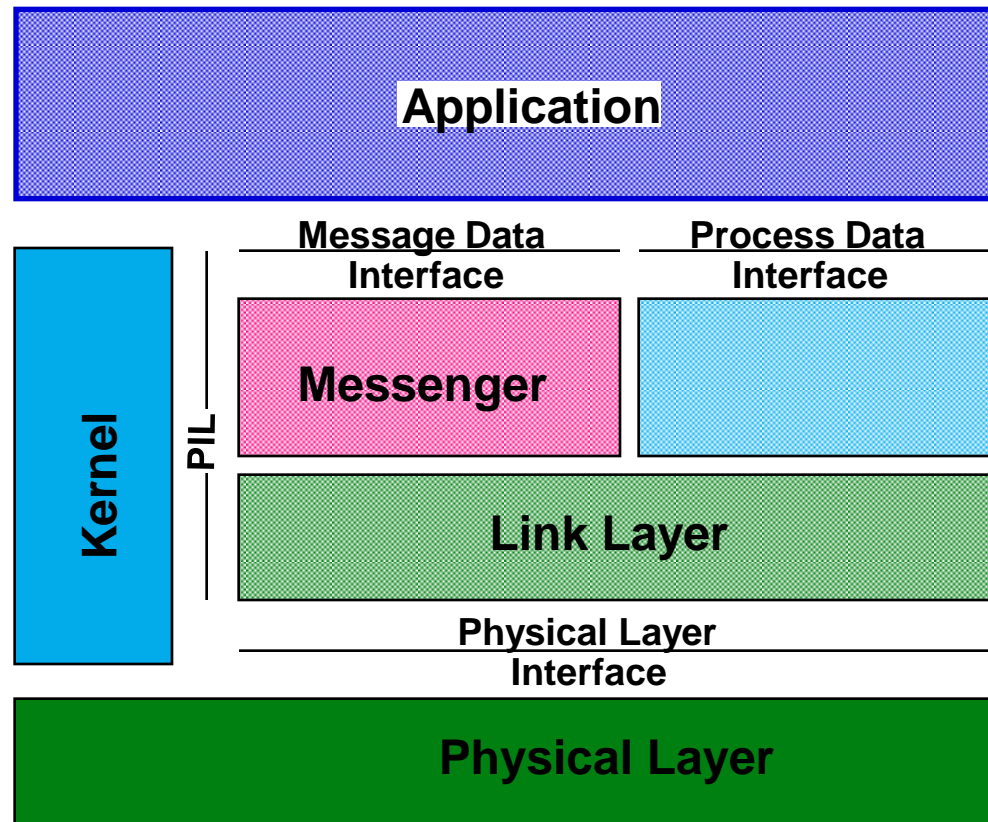 Application
Message Data
Interface
Process Data
Interface
Kernel
PIL
Messenger
Link Layer
Physical Layer
Interface
Physical Layer